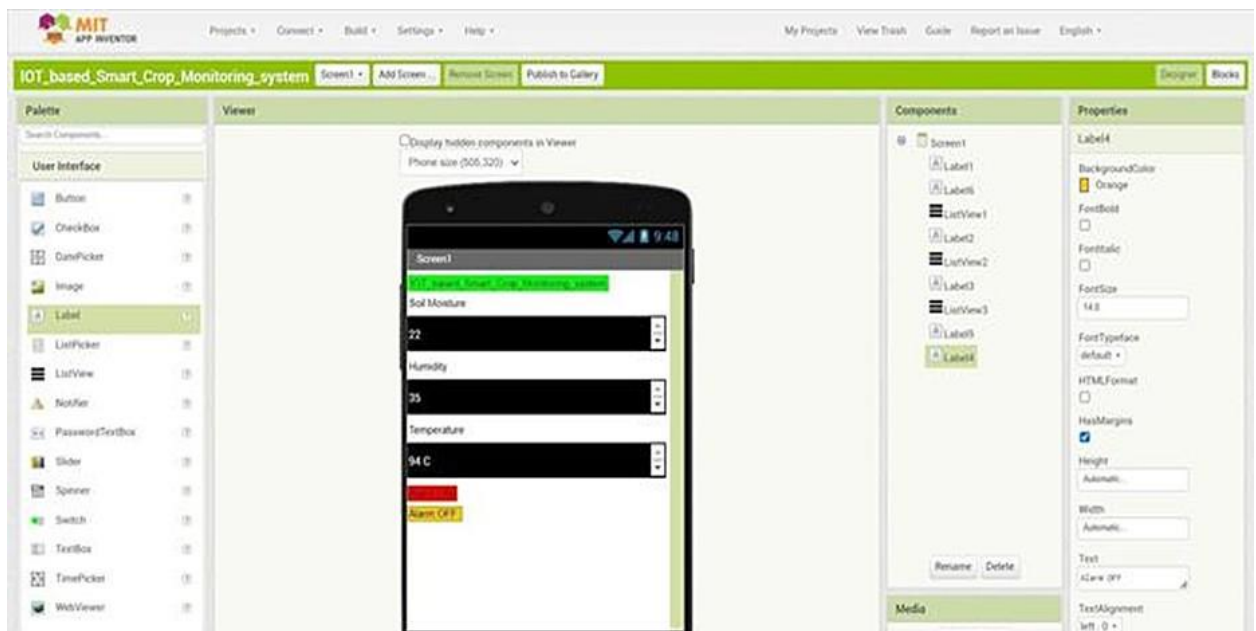 MIT
APP INVENTOR
Projects Connect Build Settings Help
My Projects View Trash Guide Report an Issue English
IOT_based_Smart_Crop_Monitoring_system Screen1 Add Screen ... Remove Screen Publish to Gallery Designer Blocks
Palette
Search Components...
User Interface
Button
CheckBox
DatePicker
Image
Label
ListPicker
ListView
Notifier
PasswordTextBox
Slider
Spinner
Switch
TextBox
TimePicker
WebViewer
Viewer
Display hidden components in Viewer
Phone size (505,320)
9:48
Screen1
IOT_based_Smart_Crop_Monitoring_system
Soil Moisture
22
Humidity
35
Temperature
94 C
Alarm OFF
Components
Screen1
Label1
Label6
ListView1
Label2
ListView2
Label3
ListView3
Label5
Label4
Rename Delete
Media
Properties
Label4
BackgroundColor
Orange
FontBold
FontItalic
FontSize
14.0
FontTypeface
default
HTMLFormat
HasMargins
Height
Automatic...
Width
Automatic...
Text
Alarm OFF
TextAlignment
left : 0